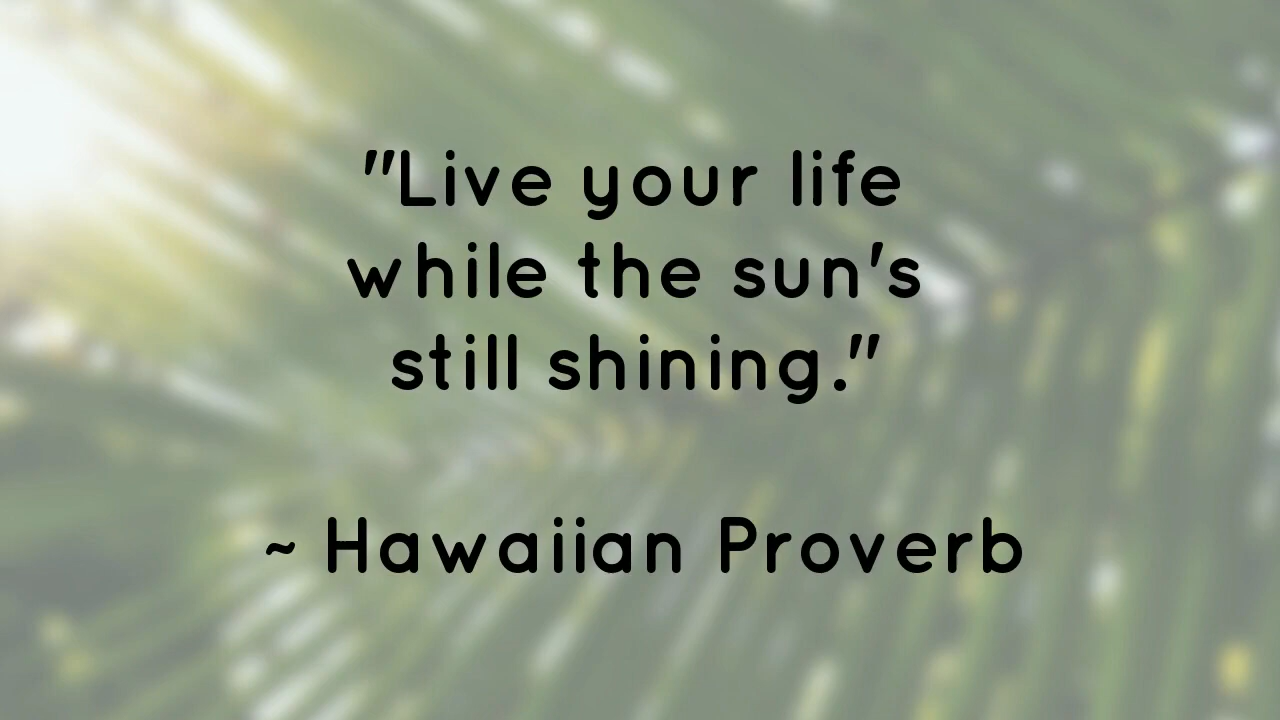 "Live your life
while the sun's
still shining."
~ Hawaiian Proverb